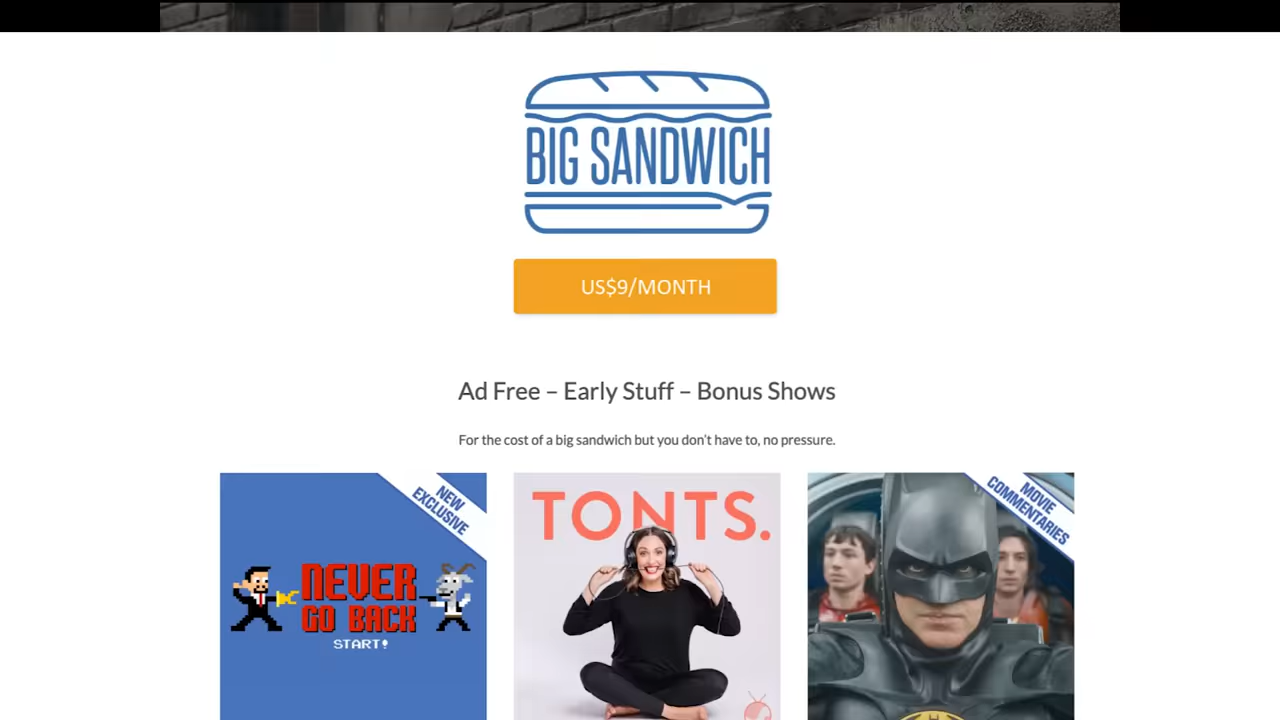 BIG SANDWICH
US$9/MONTH
Ad Free – Early Stuff – Bonus Shows
For the cost of a big sandwich but you don't have to, no pressure.
NEW
EXCLUSIVE
NEVER
GO BACK
START!
TONTS.
MOVIE
COMMENTARIES